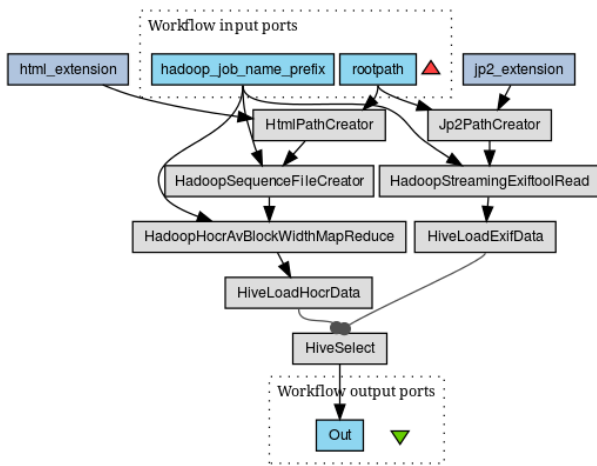 Workflow input ports
html_extension
hadoop_job_name_prefix
rootpath
jp2_extension
HtmlPathCreator
Jp2PathCreator
HadoopSequenceFileCreator
HadoopStreamingExiftoolRead
HadoopHocrAvBlockWidthMapReduce
HiveLoadExifData
HiveLoadHocrData
HiveSelect
Workflow output ports
Out